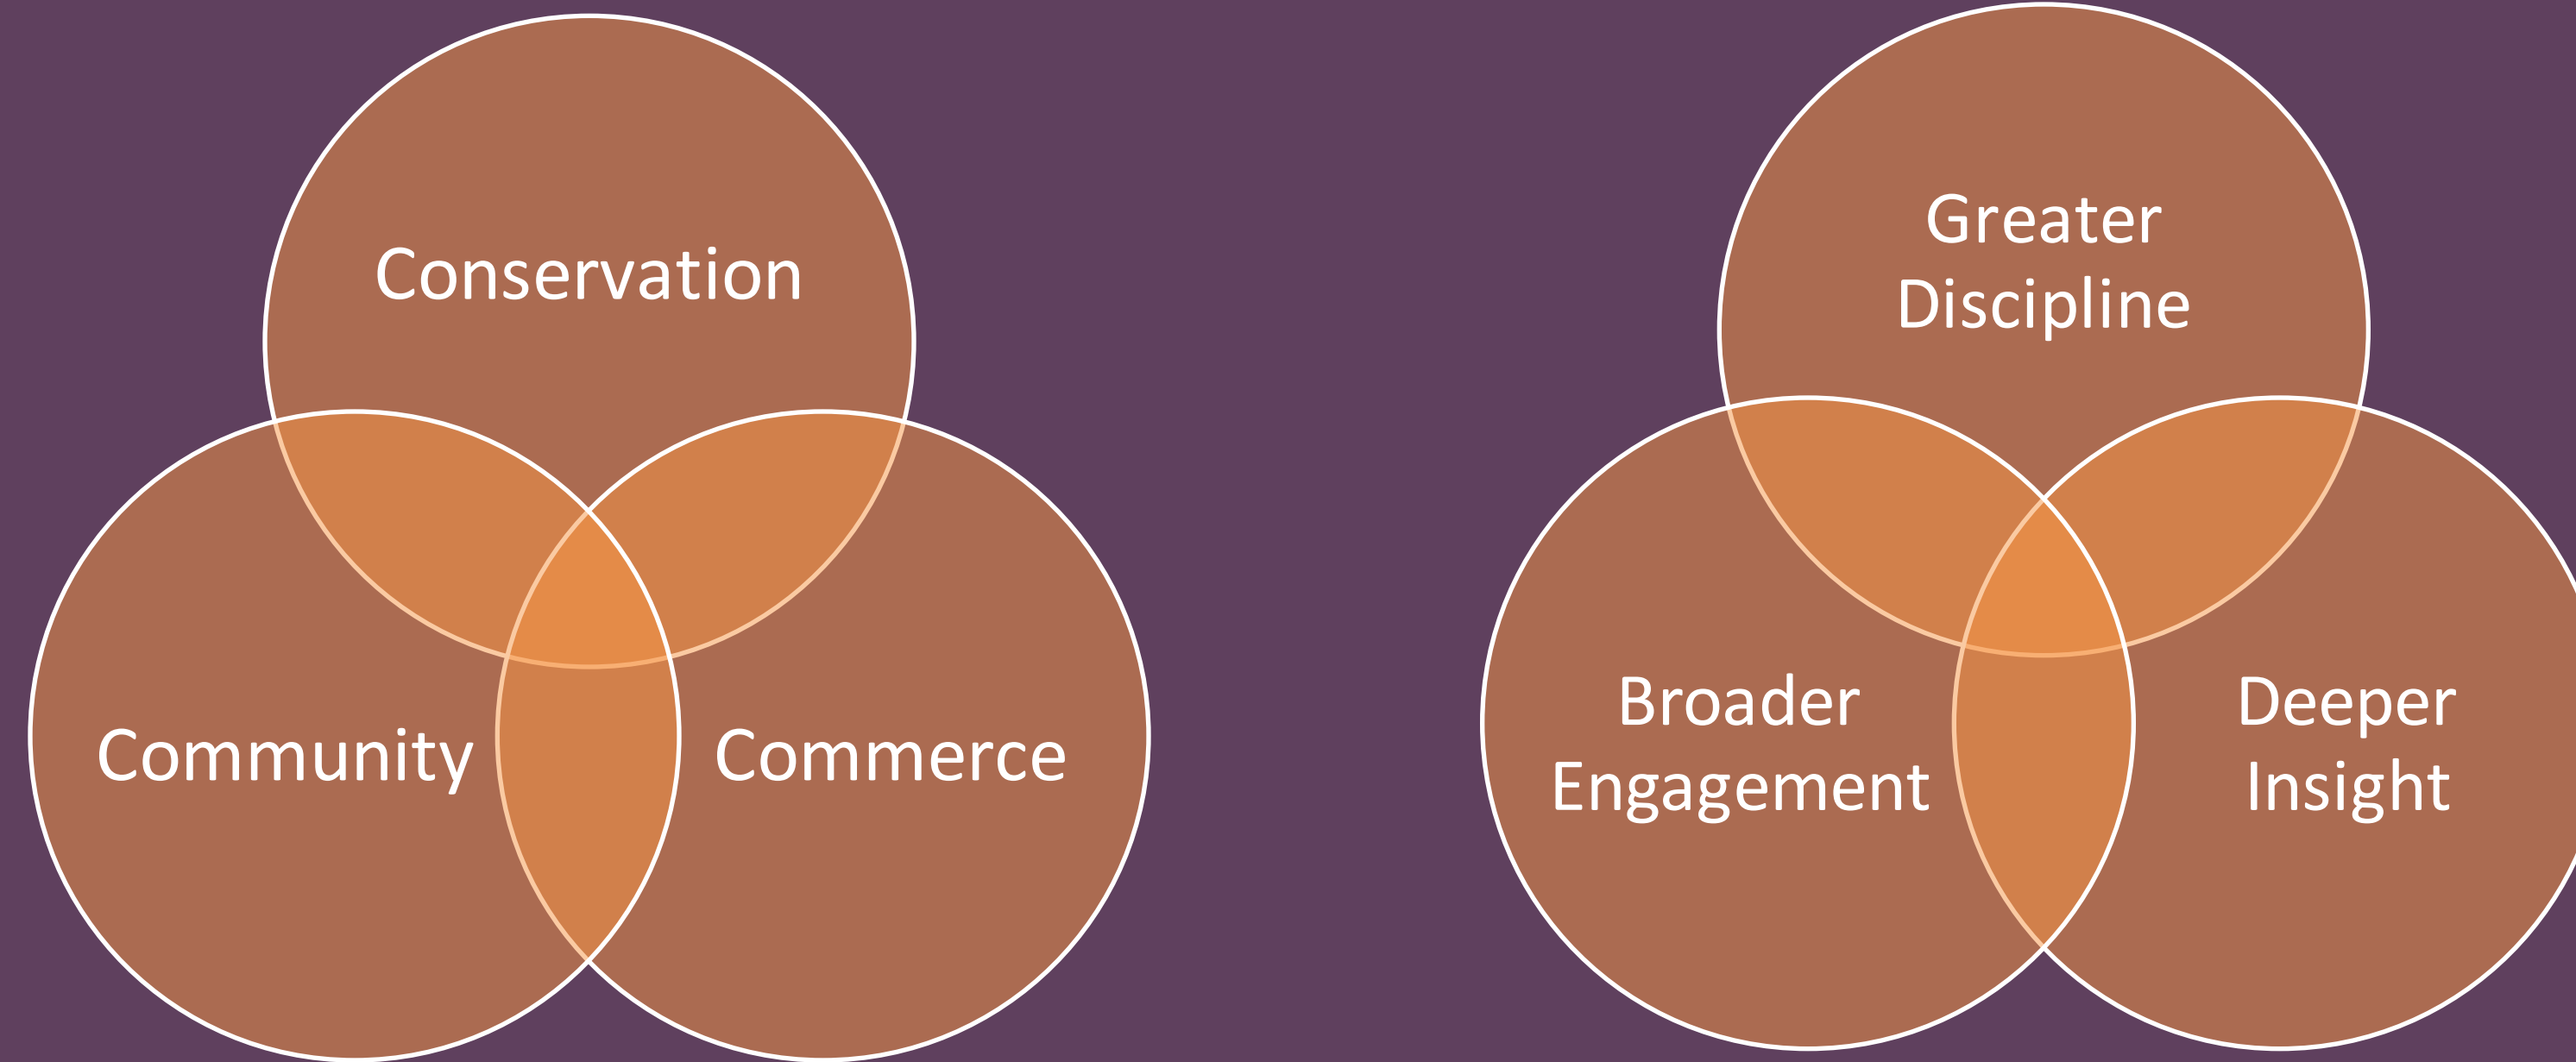 Conservation
Community
Commerce
Greater
Discipline
Broader
Engagement
Deeper
Insight